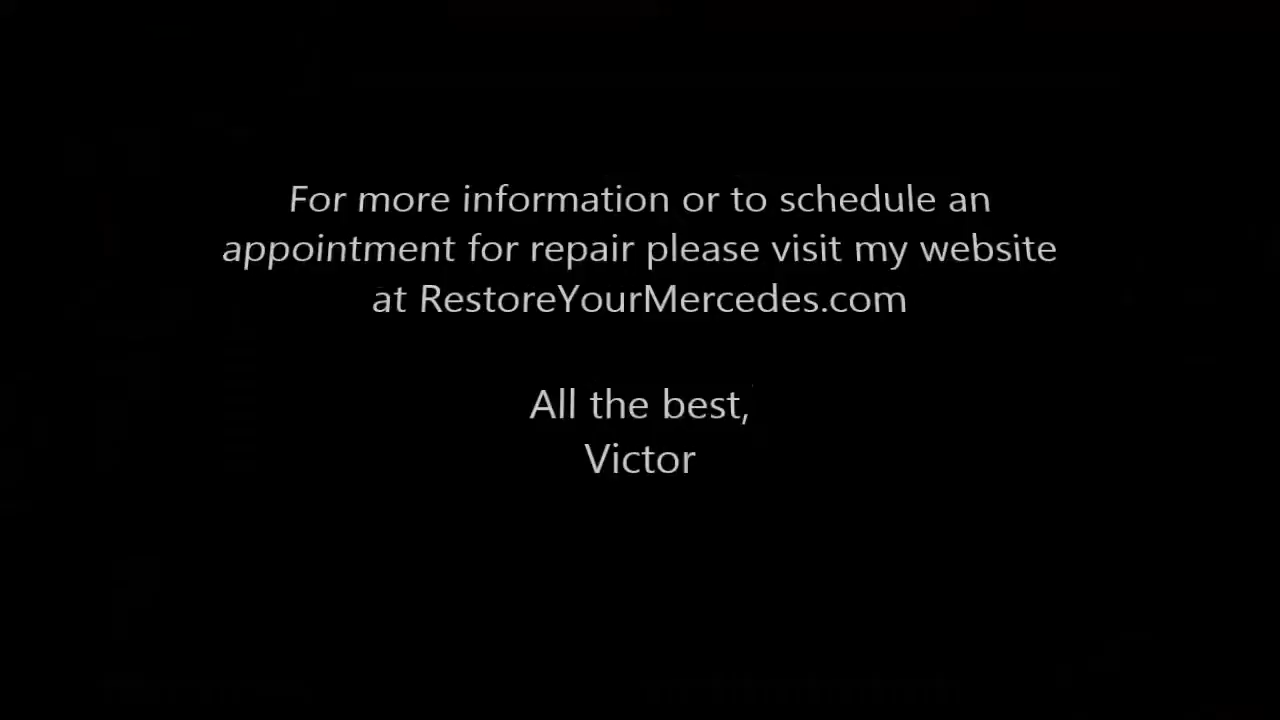 For more information or to schedule an
appointment for repair please visit my website
at RestoreYourMercedes.com
All the best,
Victor